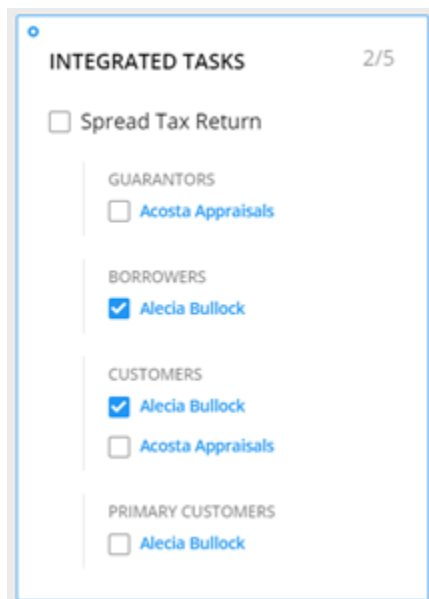 INTEGRATED TASKS 2/5
Spread Tax Return
GUARANTORS
Acosta Appraisals
BORROWERS
Alecia Bullock
CUSTOMERS
Alecia Bullock
Acosta Appraisals
PRIMARY CUSTOMERS
Alecia Bullock